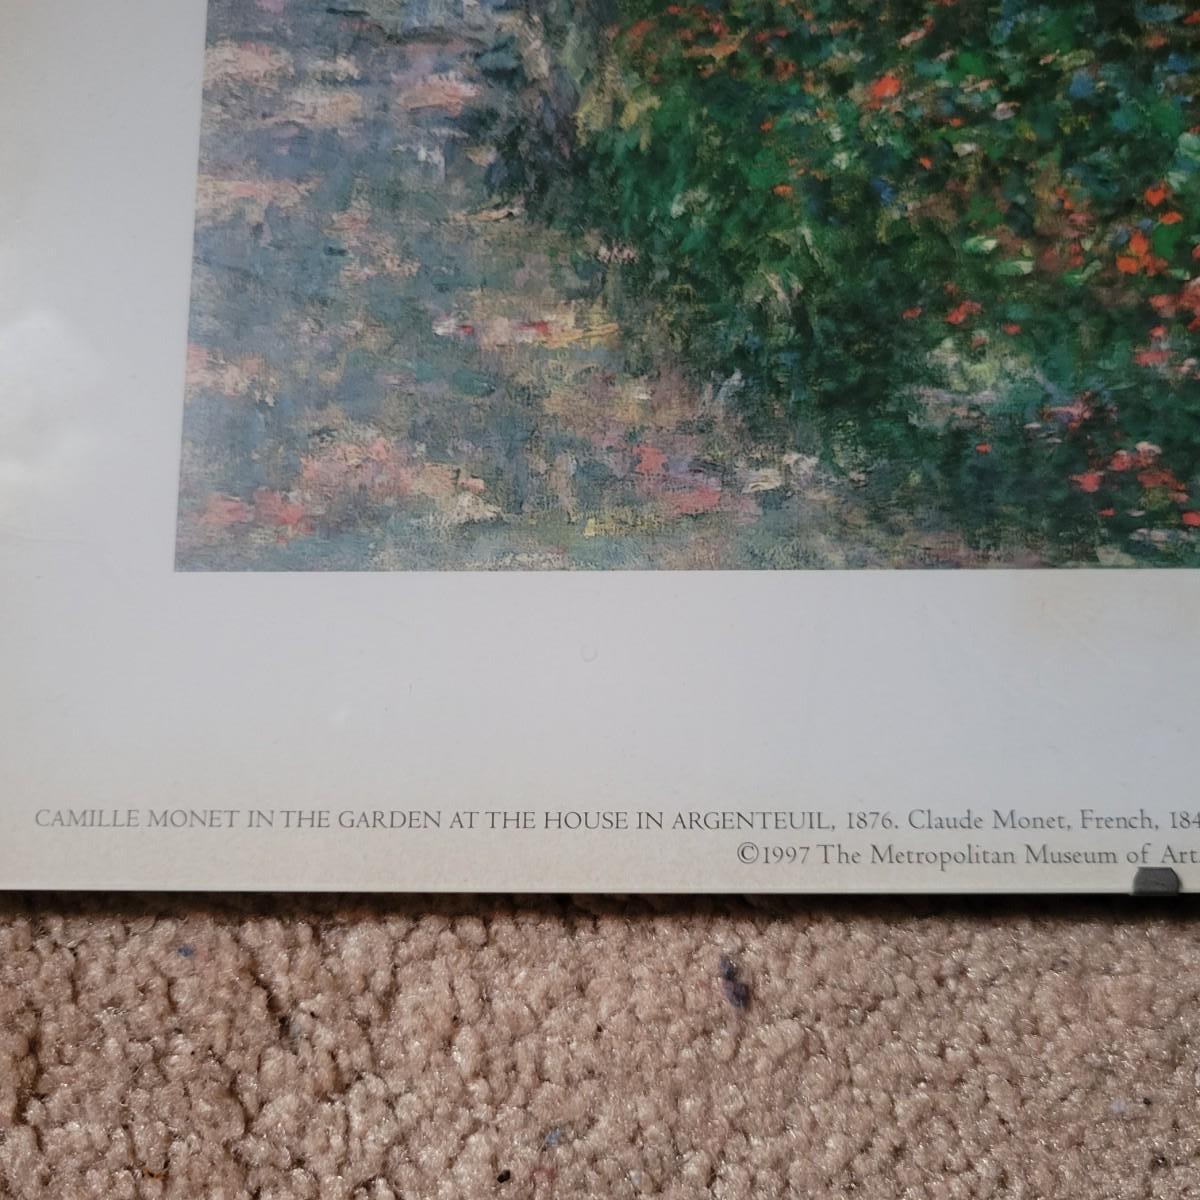 CAMILLE MONET IN THE GARDEN AT THE HOUSE IN ARGENTEUIL, 1876. Claude Monet, French, 184
©1997 The Metropolitan Museum of Art